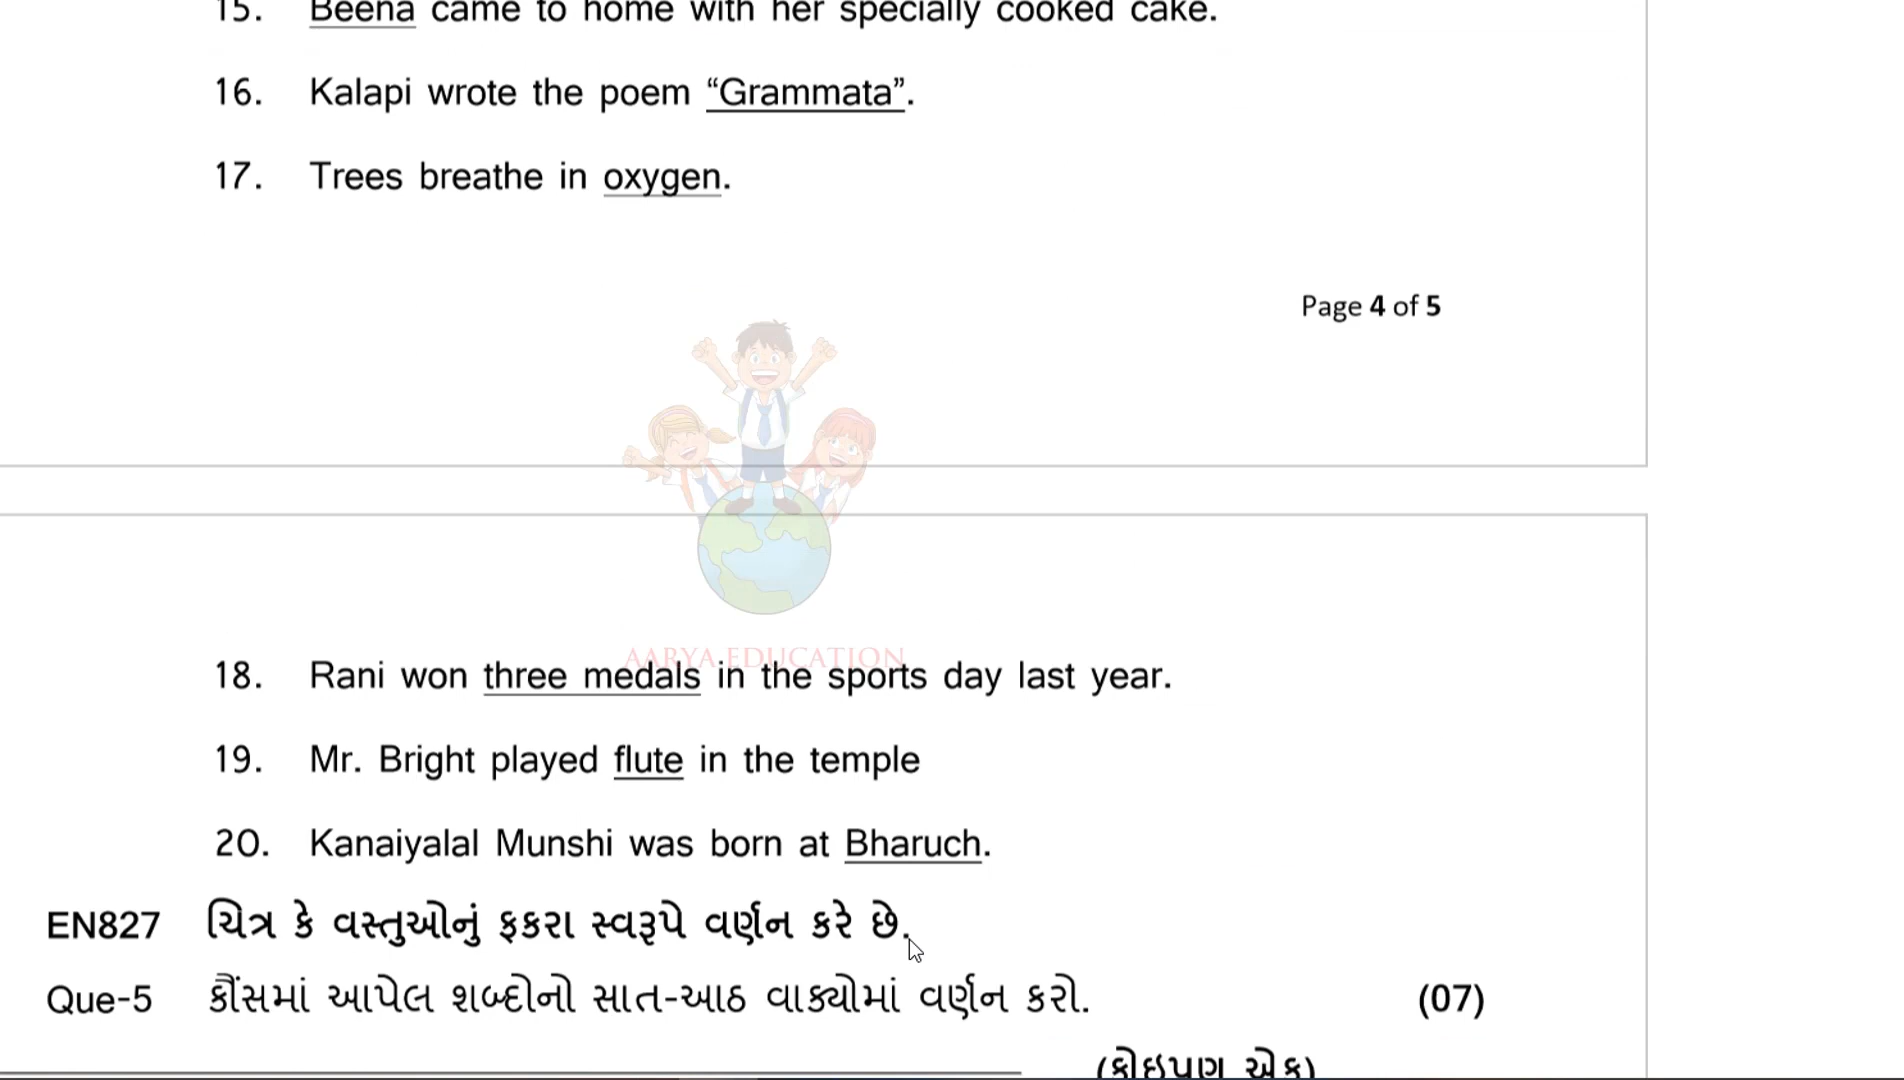 15. Beena came to home with her specially cooked cake.
16. Kalapi wrote the poem “Grammata”.
17. Trees breathe in oxygen.
Page 4 of 5
AARYA EDUCATION
18. Rani won three medals in the sports day last year.
19. Mr. Bright played flute in the temple
20. Kanaiyalal Munshi was born at Bharuch.
EN827 ચિત્ર કે વસ્તુઓનું ફકરા સ્વરૂપે વર્ણન કરે છે.
Que-5 કૌંસમાં આપેલ શબ્દોનો સાત-આઠ વાક્યોમાં વર્ણન કરો. (07)
(કોઇપણ એક)